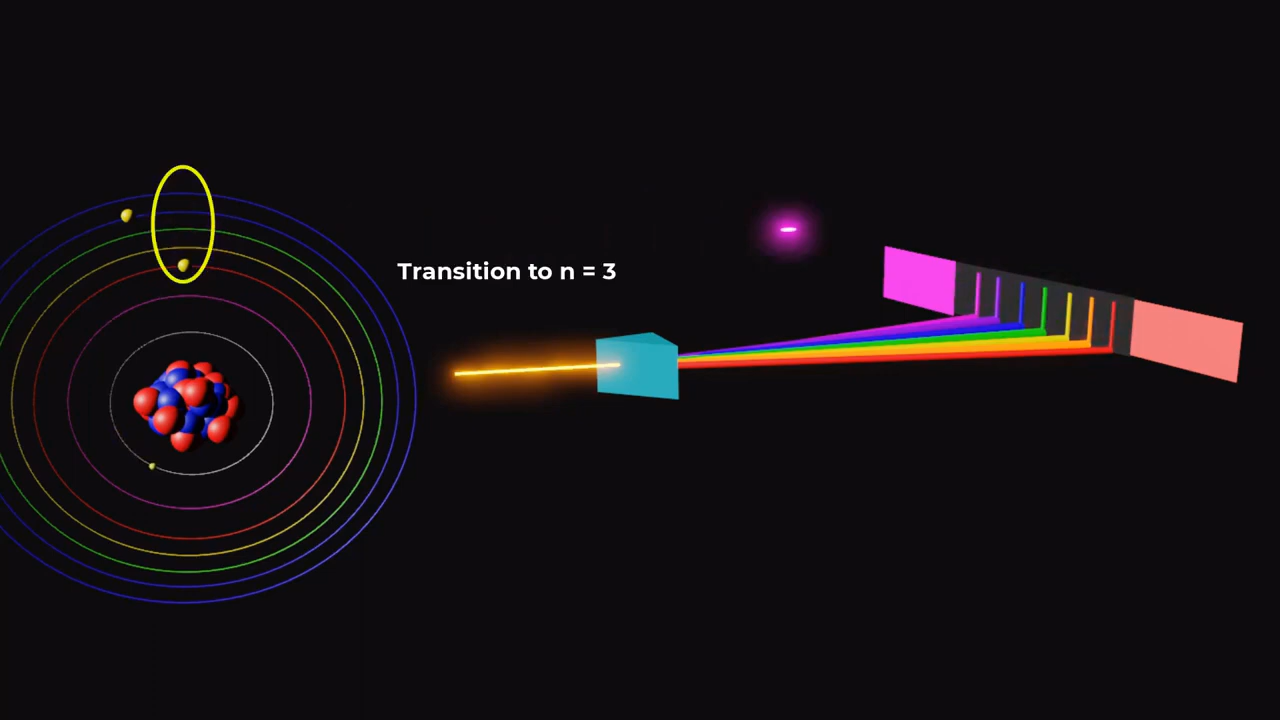 Transition to n = 3